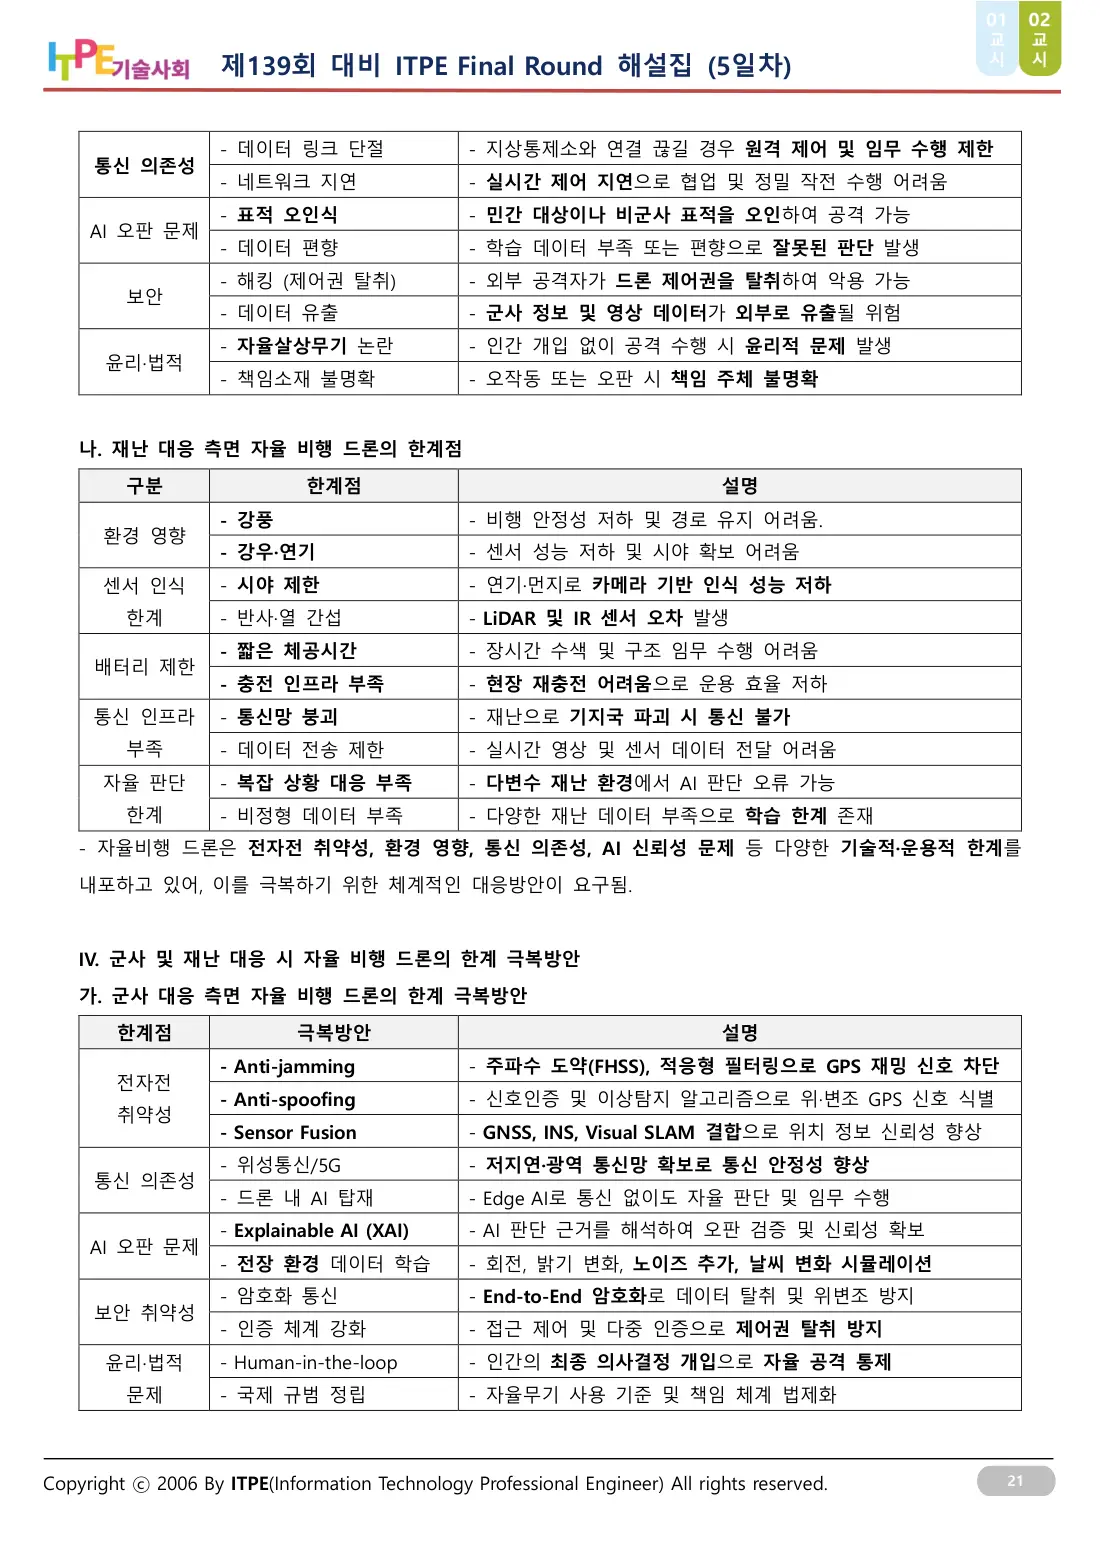 01 교시
02 교시
ITPE기술사회 제139회 대비 ITPE Final Round 해설집 (5일차)
통신 의존성
- 데이터 링크 단절 - 지상통제소와 연결 끊길 경우 원격 제어 및 임무 수행 제한
- 네트워크 지연 - 실시간 제어 지연으로 협업 및 정밀 작전 수행 어려움
AI 오판 문제
- 표적 오인식 - 민간 대상이나 비군사 표적을 오인하여 공격 가능
- 데이터 편향 - 학습 데이터 부족 또는 편향으로 잘못된 판단 발생
보안
- 해킹 (제어권 탈취) - 외부 공격자가 드론 제어권을 탈취하여 악용 가능
- 데이터 유출 - 군사 정보 및 영상 데이터가 외부로 유출될 위험
윤리·법적
- 자율살상무기 논란 - 인간 개입 없이 공격 수행 시 윤리적 문제 발생
- 책임소재 불명확 - 오작동 또는 오판 시 책임 주체 불명확
나. 재난 대응 측면 자율 비행 드론의 한계점
구분 한계점 설명
환경 영향
- 강풍 - 비행 안정성 저하 및 경로 유지 어려움.
- 강우·연기 - 센서 성능 저하 및 시야 확보 어려움
센서 인식
한계
- 시야 제한 - 연기·먼지로 카메라 기반 인식 성능 저하
- 반사·열 간섭 - LiDAR 및 IR 센서 오차 발생
배터리 제한
- 짧은 체공시간 - 장시간 수색 및 구조 임무 수행 어려움
- 충전 인프라 부족 - 현장 재충전 어려움으로 운용 효율 저하
통신 인프라
부족
- 통신망 붕괴 - 재난으로 기지국 파괴 시 통신 불가
- 데이터 전송 제한 - 실시간 영상 및 센서 데이터 전달 어려움
자율 판단
한계
- 복잡 상황 대응 부족 - 다변수 재난 환경에서 AI 판단 오류 가능
- 비정형 데이터 부족 - 다양한 재난 데이터 부족으로 학습 한계 존재
- 자율비행 드론은 전자전 취약성, 환경 영향, 통신 의존성, AI 신뢰성 문제 등 다양한 기술적·운용적 한계를
내포하고 있어, 이를 극복하기 위한 체계적인 대응방안이 요구됨.
IV. 군사 및 재난 대응 시 자율 비행 드론의 한계 극복방안
가. 군사 대응 측면 자율 비행 드론의 한계 극복방안
한계점 극복방안 설명
전자전
취약성
- Anti-jamming - 주파수 도약(FHSS), 적응형 필터링으로 GPS 재밍 신호 차단
- Anti-spoofing - 신호인증 및 이상탐지 알고리즘으로 위·변조 GPS 신호 식별
- Sensor Fusion - GNSS, INS, Visual SLAM 결합으로 위치 정보 신뢰성 향상
통신 의존성
- 위성통신/5G - 저지연·광역 통신망 확보로 통신 안정성 향상
- 드론 내 AI 탑재 - Edge AI로 통신 없이도 자율 판단 및 임무 수행
AI 오판 문제
- Explainable AI (XAI) - AI 판단 근거를 해석하여 오판 검증 및 신뢰성 확보
- 전장 환경 데이터 학습 - 회전, 밝기 변화, 노이즈 추가, 날씨 변화 시뮬레이션
보안 취약성
- 암호화 통신 - End-to-End 암호화로 데이터 탈취 및 위변조 방지
- 인증 체계 강화 - 접근 제어 및 다중 인증으로 제어권 탈취 방지
윤리·법적
문제
- Human-in-the-loop - 인간의 최종 의사결정 개입으로 자율 공격 통제
- 국제 규범 정립 - 자율무기 사용 기준 및 책임 체계 법제화
Copyright ⓒ 2006 By ITPE(Information Technology Professional Engineer) All rights reserved.
21